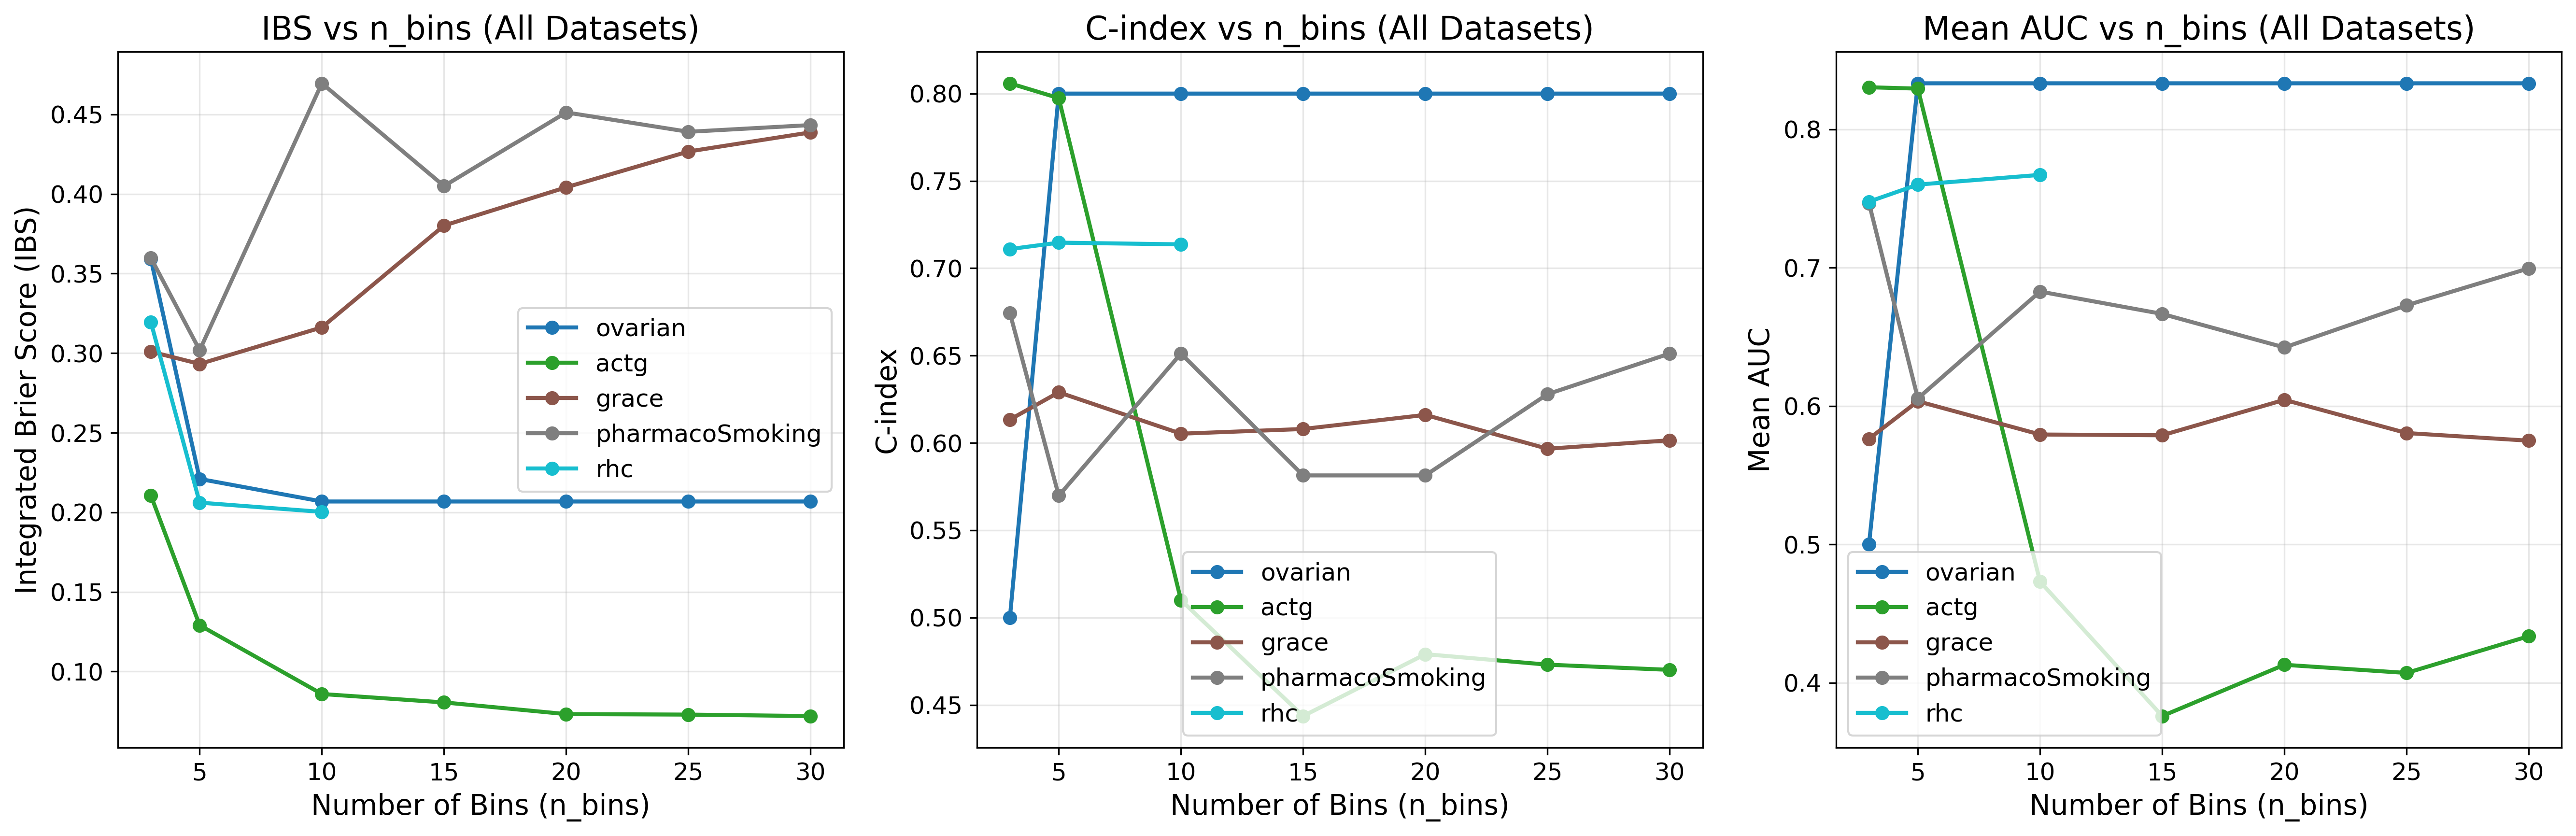 IBS vs n_bins (All Datasets)
Integrated Brier Score (IBS)
0.45
0.40
0.35
0.30
0.25
0.20
0.15
0.10
ovarian
actg
grace
pharmacoSmoking
rhc
5 10 15 20 25 30
Number of Bins (n_bins)
C-index vs n_bins (All Datasets)
C-index
0.80
0.75
0.70
0.65
0.60
0.55
0.50
0.45
ovarian
actg
grace
pharmacoSmoking
rhc
5 10 15 20 25 30
Number of Bins (n_bins)
Mean AUC vs n_bins (All Datasets)
Mean AUC
0.8
0.7
0.6
0.5
0.4
ovarian
actg
grace
pharmacoSmoking
rhc
5 10 15 20 25 30
Number of Bins (n_bins)